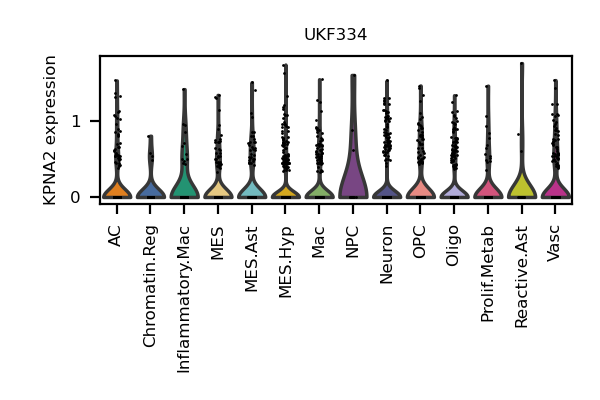 UKF334
KPNA2 expression
1
0
AC
Chromatin.Reg
Inflammatory.Mac
MES
MES.Ast
MES.Hyp
Mac
NPC
Neuron
OPC
Oligo
Prolif.Metab
Reactive.Ast
Vasc